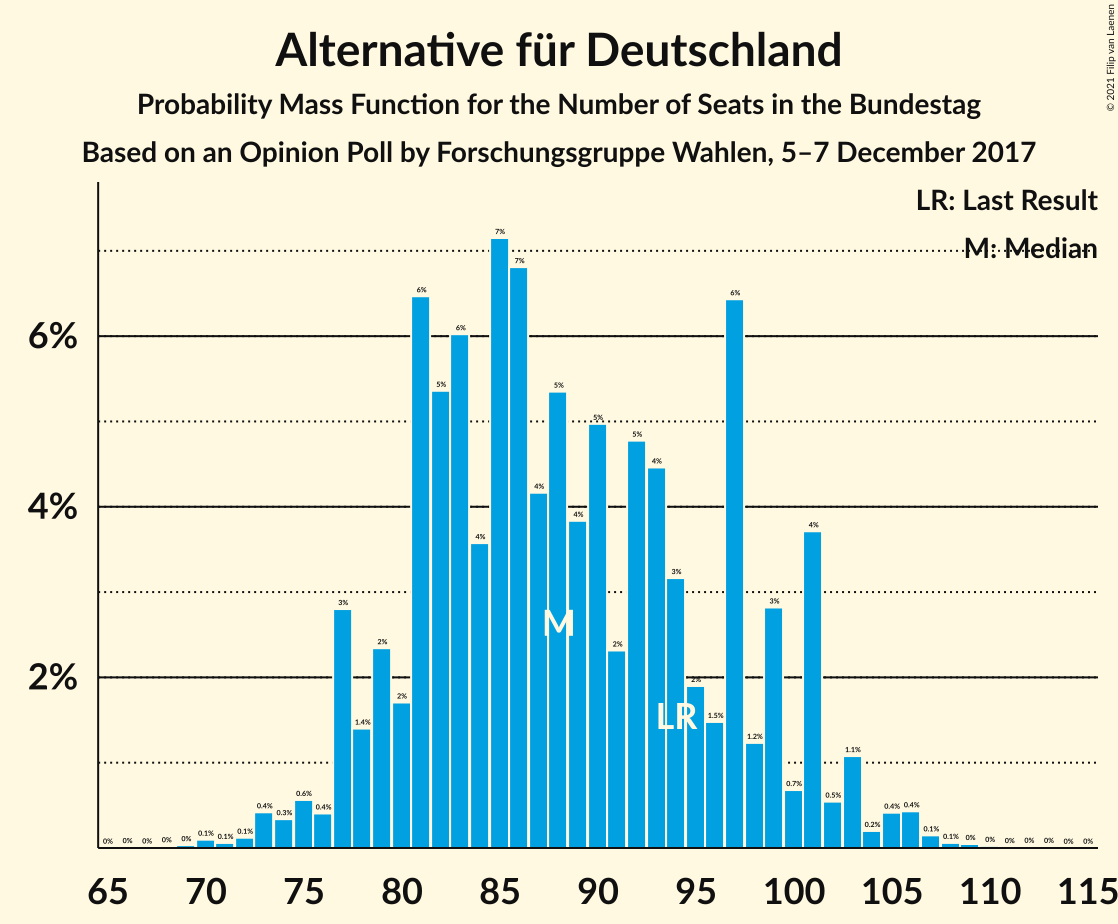 Alternative für Deutschland
Probability Mass Function for the Number of Seats in the Bundestag
Based on an Opinion Poll by Forschungsgruppe Wahlen, 5–7 December 2017
© 2021 Filip van Laenen
LR: Last Result
M: Median
6%
4%
2%
0% 0% 0% 0% 0% 0.1% 0.1% 0.1% 0.4% 0.3% 0.6% 0.4% 3% 1.4% 2% 2% 6% 5% 6% 4% 7% 7% 4% 5% 4% 5% 2% 5% 4% 3% 2% 1.5% 6% 1.2% 3% 0.7% 4% 0.5% 1.1% 0.2% 0.4% 0.4% 0.1% 0.1% 0% 0% 0% 0% 0% 0% 0%
M
LR
65 70 75 80 85 90 95 100 105 110 115